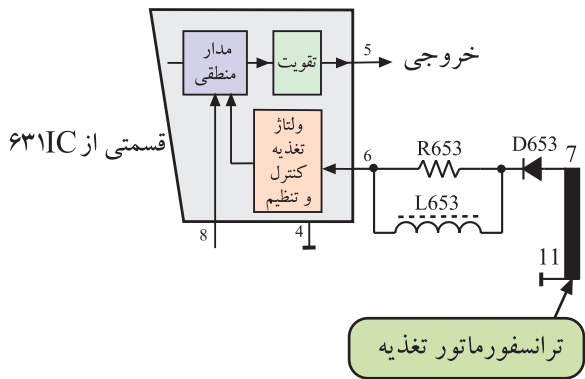 مدار
منطقی
تقویت
5
خروجی
ولتاژ
تغذیه
کنترل
و تنظیم
قسمتی از ۶۳۱IC
6
R653
D653
7
L653
8
4
11
ترانسفورماتور تغذیه